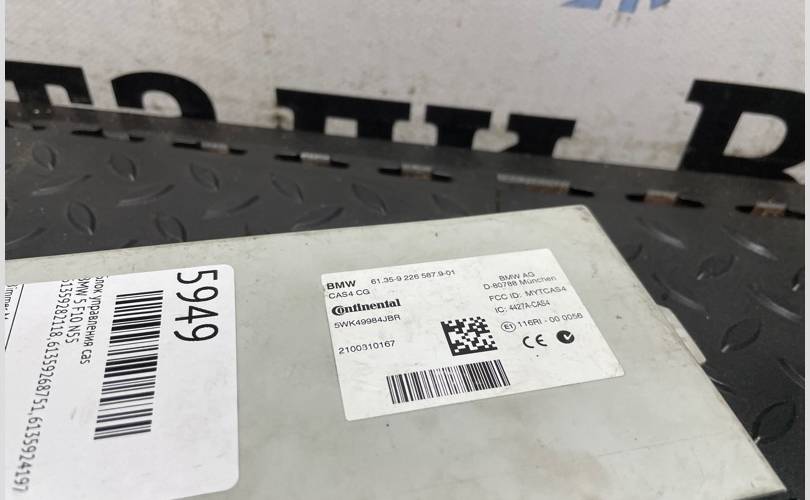 BMW 61.35-9 226 587.9-01
CAS4 CG
Continental
5WK49984JBR
2100310167
BMW AG
D-80788 München
FCC ID: MYTCAS4
IC: 4427A-CAS4
E1 116RI - 00 0056
CE
5949
блок управления cas
BMW 5 F10 N55